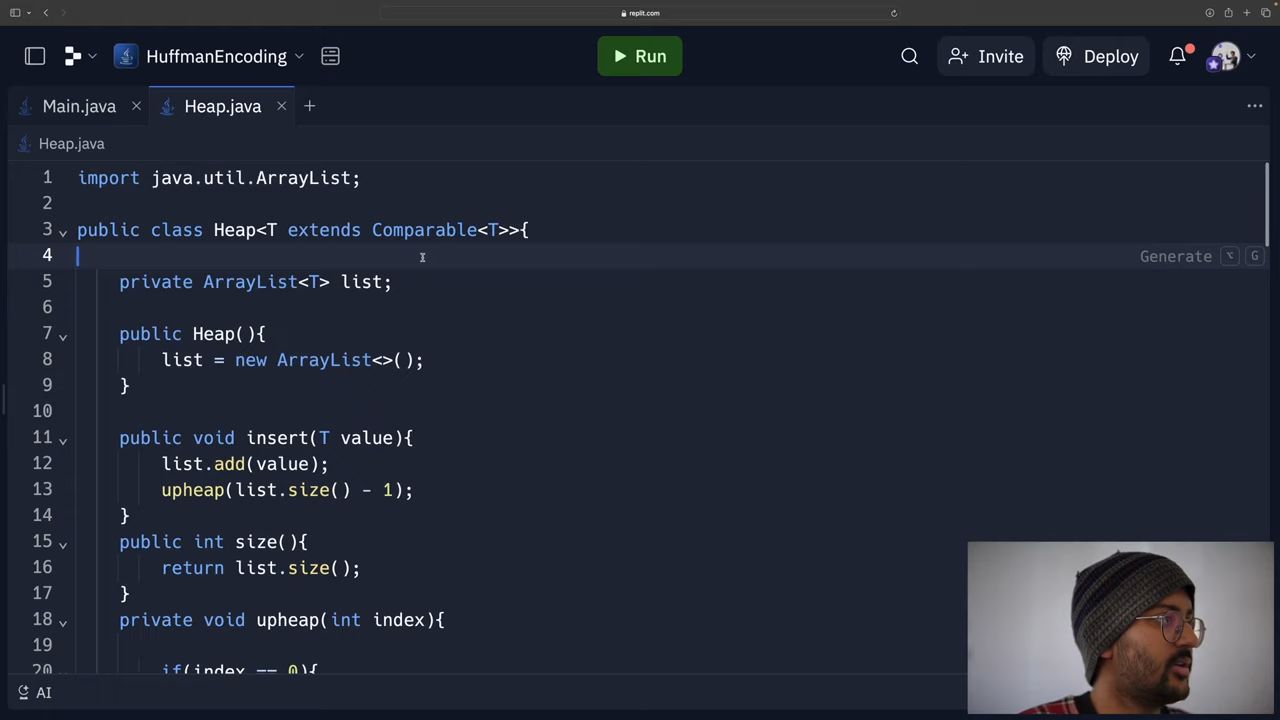 replit.com
HuffmanEncoding
Run
Invite
Deploy
Main.java
Heap.java
Heap.java
1 import java.util.ArrayList;
2
3 public class Heap<T extends Comparable<T>>{
4 Generate G
5 private ArrayList<T> list;
6
7 public Heap(){
8 list = new ArrayList<>();
9 }
10
11 public void insert(T value){
12 list.add(value);
13 upheap(list.size() - 1);
14 }
15 public int size(){
16 return list.size();
17 }
18 private void upheap(int index){
19
20 if(index == 0){
AI